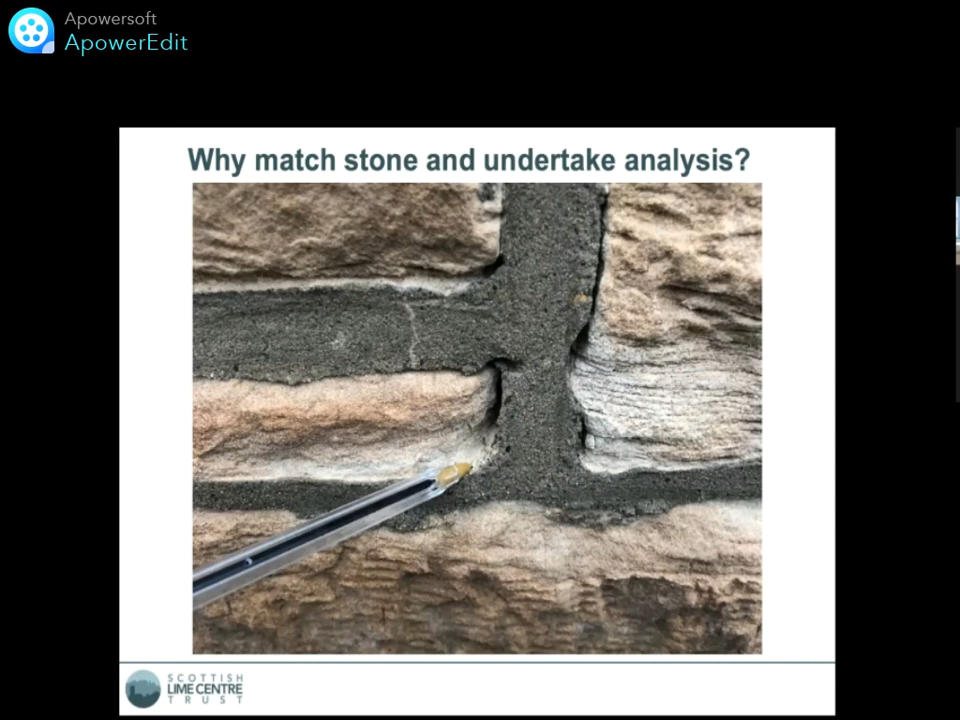 Apowersoft
ApowerEdit
Why match stone and undertake analysis?
SCOTTISH
LIME CENTRE
TRUST